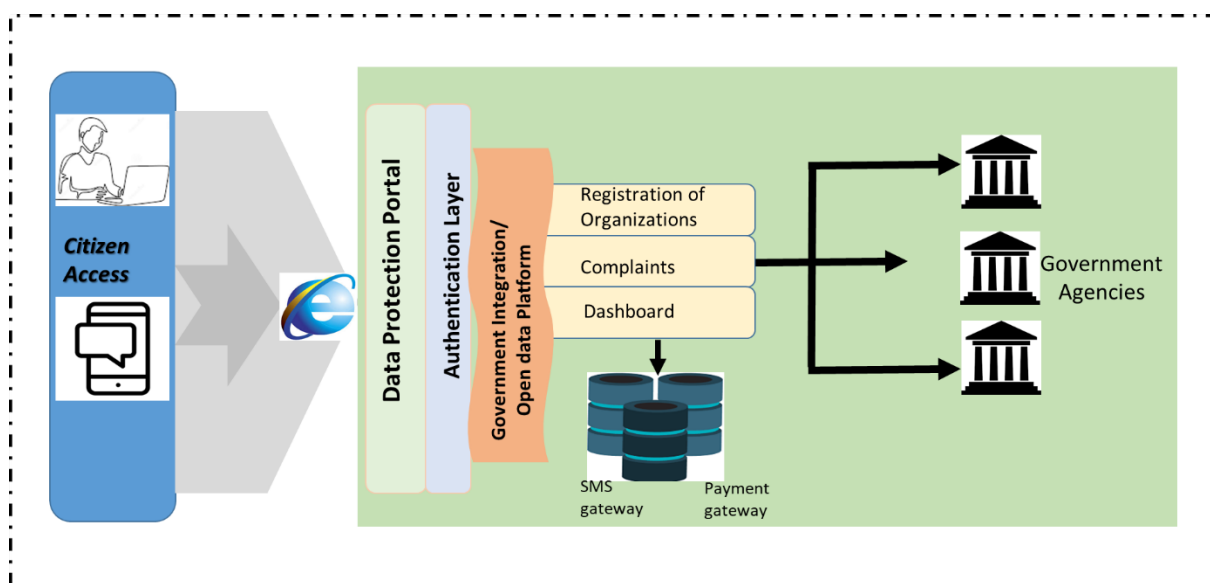 Citizen
Access
Data Protection Portal
Authentication Layer
Government Integration/
Open data Platform
Registration of
Organizations
Complaints
Dashboard
SMS
gateway
Payment
gateway
Government
Agencies